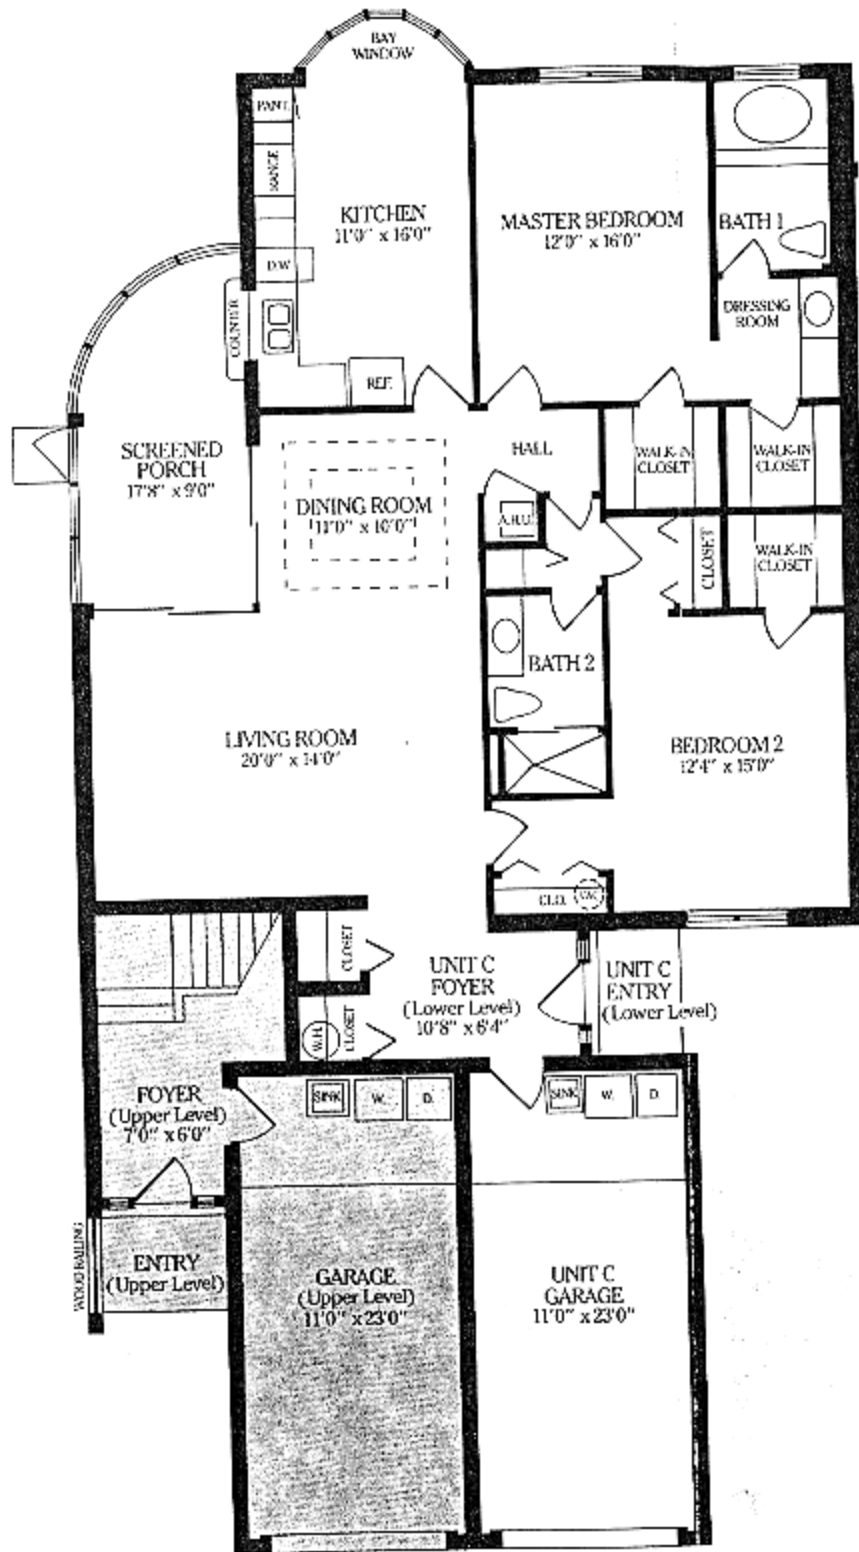 BAY
WINDOW
PANT.
RANGE
KITCHEN
11'0" x 16'0"
MASTER BEDROOM
12'0" x 16'0"
BATH 1
D.W.
COUNTER
DRESSING
ROOM
REF.
SCREENED
PORCH
17'8" x 9'0"
HALL
WALK-IN
CLOSET
WALK-IN
CLOSET
DINING ROOM
11'0" x 10'0"
A.H.U.
CLOSET
WALK-IN
CLOSET
BATH 2
LIVING ROOM
20'0" x 14'0"
BEDROOM 2
12'4" x 15'0"
CLO.
CLOSET
UNIT C
FOYER
(Lower Level)
10'8" x 6'4"
UNIT C
ENTRY
(Lower Level)
W.H.
CLOSET
FOYER
(Upper Level)
7'0" x 6'0"
SINK
W.
D.
SINK
W.
D.
WOOD RAILING
ENTRY
(Upper Level)
GARAGE
(Upper Level)
11'0" x 23'0"
UNIT C
GARAGE
11'0" x 23'0"